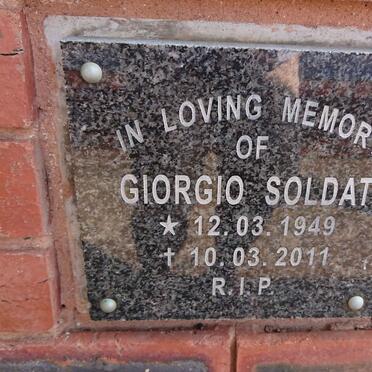 IN LOVING MEMOR
OF
GIORGIO SOLDAT
★ 12.03.1949
✝ 10.03.2011
R.I.P.